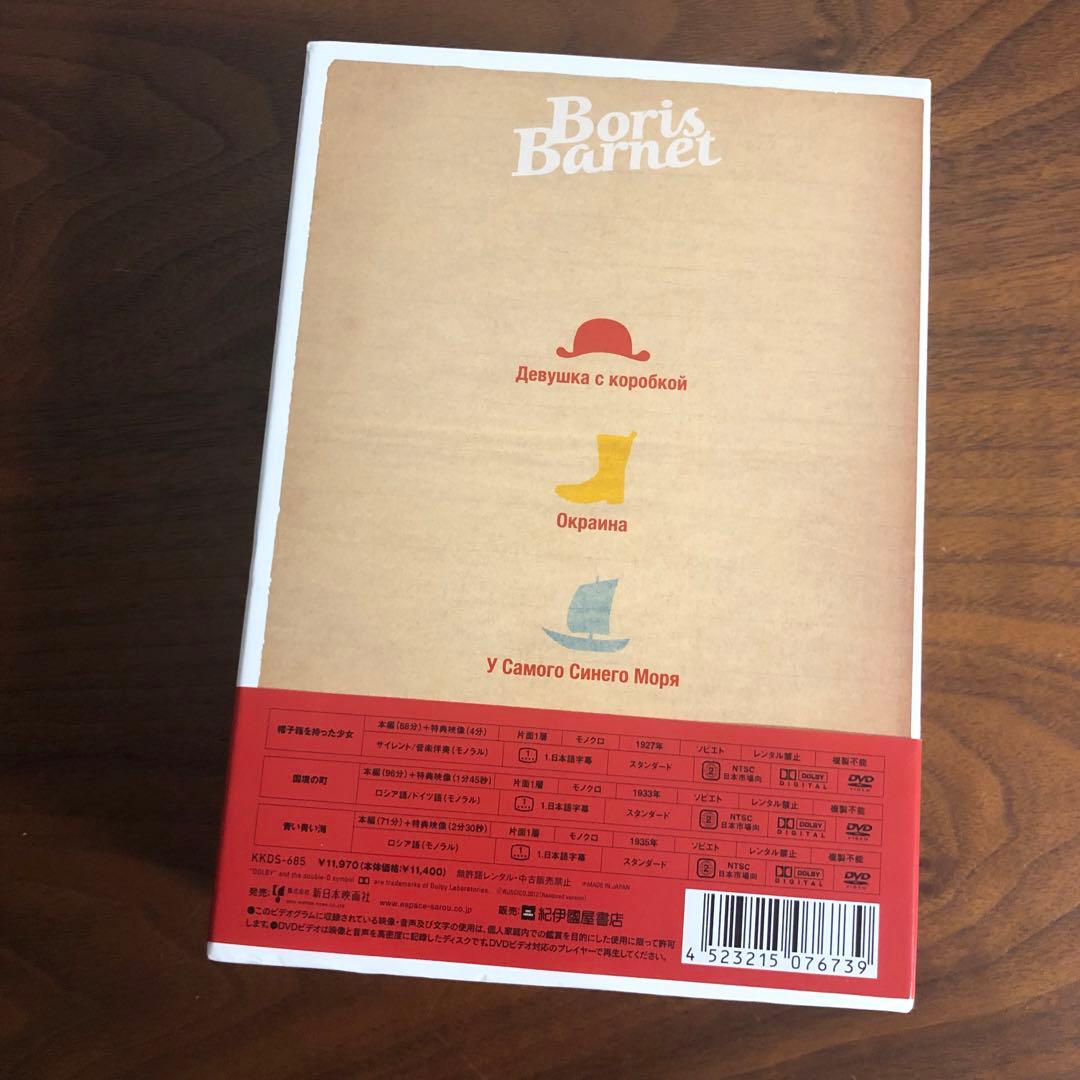 Boris
Barnet
Девушка с коробкой
Окраина
У Самого Синего Моря
帽子箱を持った少女
本編(68分)+特典映像(4分)
片面1層
モノクロ
1927年
ソビエト
レンタル禁止
複製不能
サイレント/音楽伴奏(モノラル)
1 1.日本語字幕
スタンダード
2 NTSC 日本市場向
DOLBY DIGITAL
DVD VIDEO
国境の町
本編(96分)+特典映像(1分45秒)
片面1層
モノクロ
1933年
ソビエト
レンタル禁止
複製不能
ロシア語/ドイツ語(モノラル)
1 1.日本語字幕
スタンダード
2 NTSC 日本市場向
DOLBY DIGITAL
DVD VIDEO
青い青い海
本編(71分)+特典映像(2分30秒)
片面1層
モノクロ
1935年
ソビエト
レンタル禁止
複製不能
ロシア語(モノラル)
1 1.日本語字幕
スタンダード
2 NTSC 日本市場向
DOLBY DIGITAL
DVD VIDEO
KKDS-685 ¥11,970(本体価格:¥11,400) 無許諾レンタル・中古販売禁止 ℗MADE IN JAPAN
"DOLBY" and the double-D symbol are trademarks of Dolby Laboratories. ©RUSCICO,2012(Restored version)
発売: 株式会社 新日本映画社 www.espace-sarou.co.jp 販売: 紀伊國屋書店
●このビデオグラムに収録されている映像・音声及び文字の使用は、個人家庭内での鑑賞を目的にした使用に限って許可
します。●DVDビデオは映像と音声を高密度に記録したディスクです。DVDビデオ対応のプレイヤーで再生してください。
4 523215 076739